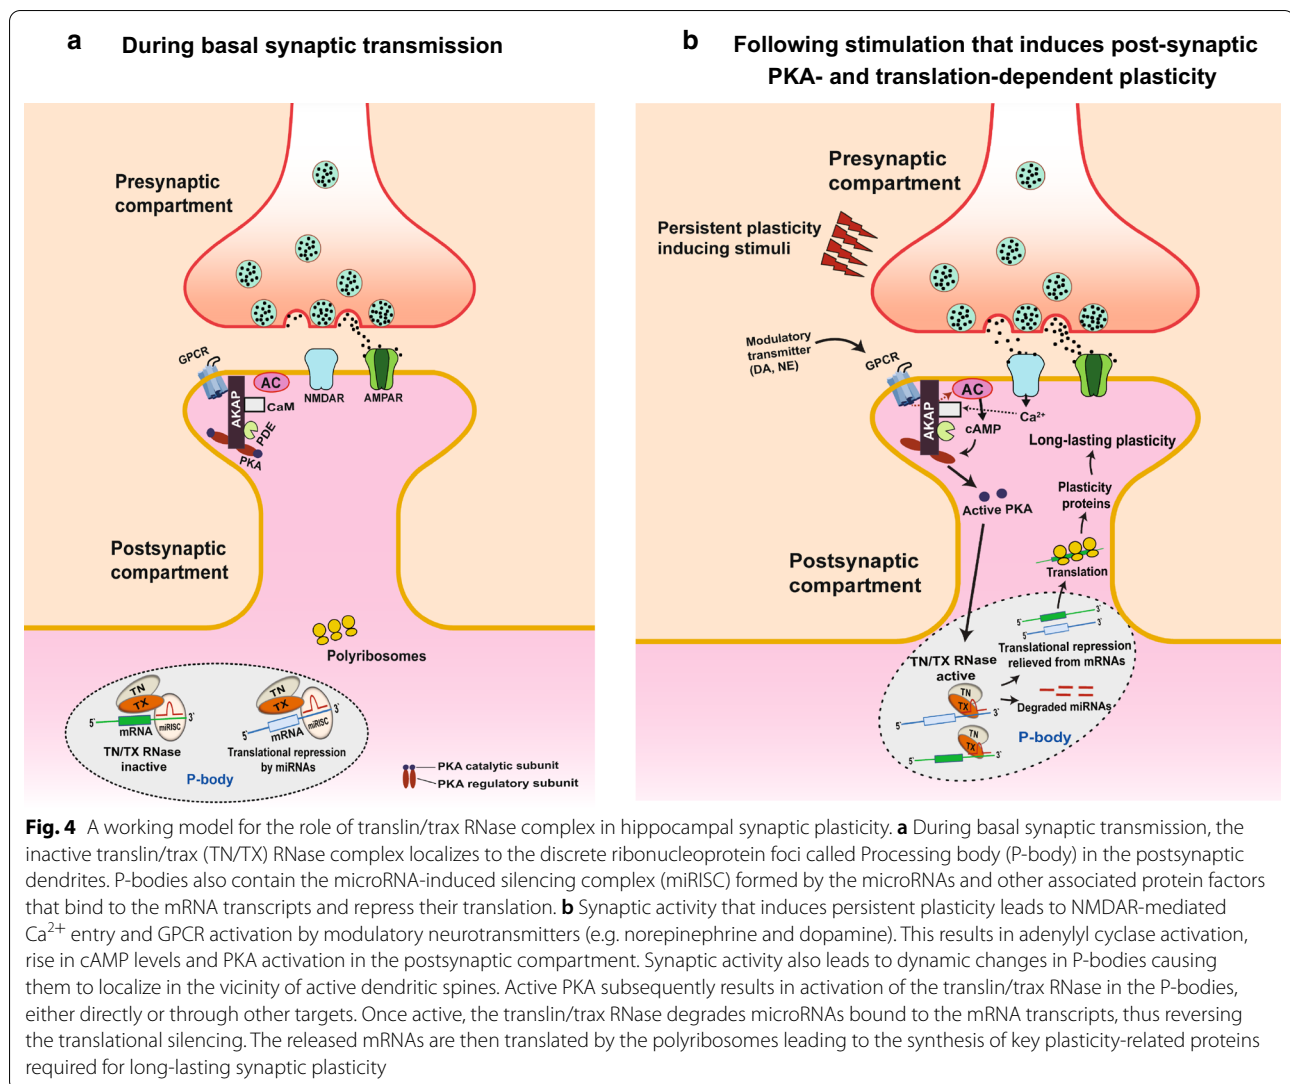 a During basal synaptic transmission
Presynaptic
compartment
GPCR
AC
AKAP
CaM
PDE
PKA
NMDAR
AMPAR
Postsynaptic
compartment
Polyribosomes
TN
TX
5' 3'
mRNA
miRISC
TN/TX RNase
inactive
TN
TX
5' 3'
mRNA
miRISC
Translational repression
by miRNAs
P-body
PKA catalytic subunit
PKA regulatory subunit
b Following stimulation that induces post-synaptic
PKA- and translation-dependent plasticity
Presynaptic
compartment
Persistent plasticity
inducing stimuli
Modulatory
transmitter
(DA, NE)
GPCR
AC
AKAP
cAMP
Ca2+
Long-lasting plasticity
Plasticity
proteins
Active PKA
Postsynaptic
compartment
Translation
5' 3'
5' 3'
Translational repression
relieved from mRNAs
TN/TX RNase
active
TN
TX
5' 3'
Degraded miRNAs
TN
TX
5' 3'
P-body
Fig. 4 A working model for the role of translin/trax RNase complex in hippocampal synaptic plasticity. a During basal synaptic transmission, the
inactive translin/trax (TN/TX) RNase complex localizes to the discrete ribonucleoprotein foci called Processing body (P-body) in the postsynaptic
dendrites. P-bodies also contain the microRNA-induced silencing complex (miRISC) formed by the microRNAs and other associated protein factors
that bind to the mRNA transcripts and repress their translation. b Synaptic activity that induces persistent plasticity leads to NMDAR-mediated
Ca2+ entry and GPCR activation by modulatory neurotransmitters (e.g. norepinephrine and dopamine). This results in adenylyl cyclase activation,
rise in cAMP levels and PKA activation in the postsynaptic compartment. Synaptic activity also leads to dynamic changes in P-bodies causing
them to localize in the vicinity of active dendritic spines. Active PKA subsequently results in activation of the translin/trax RNase in the P-bodies,
either directly or through other targets. Once active, the translin/trax RNase degrades microRNAs bound to the mRNA transcripts, thus reversing
the translational silencing. The released mRNAs are then translated by the polyribosomes leading to the synthesis of key plasticity-related proteins
required for long-lasting synaptic plasticity